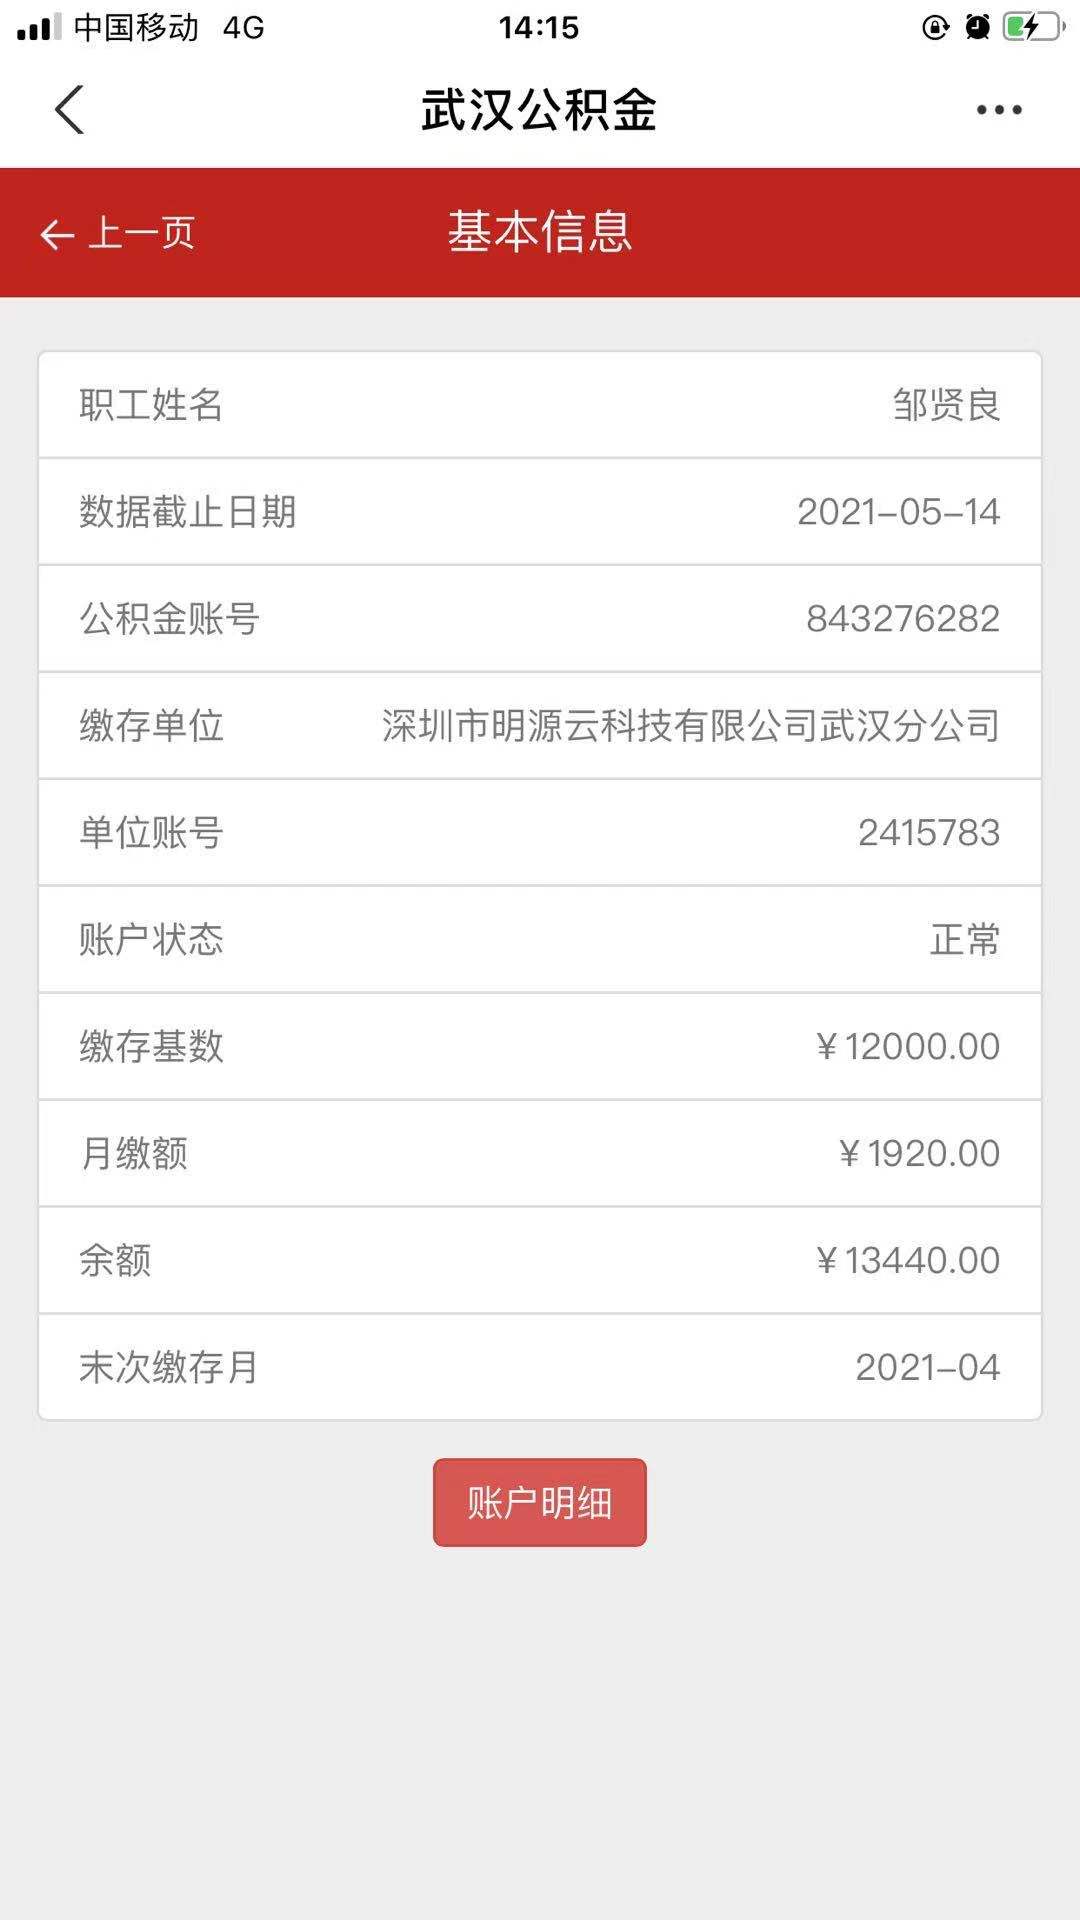 中国移动 4G 14:15
武汉公积金
上一页 基本信息
职工姓名 邹贤良
数据截止日期 2021-05-14
公积金账号 843276282
缴存单位 深圳市明源云科技有限公司武汉分公司
单位账号 2415783
账户状态 正常
缴存基数 ¥12000.00
月缴额 ¥1920.00
余额 ¥13440.00
末次缴存月 2021-04
账户明细